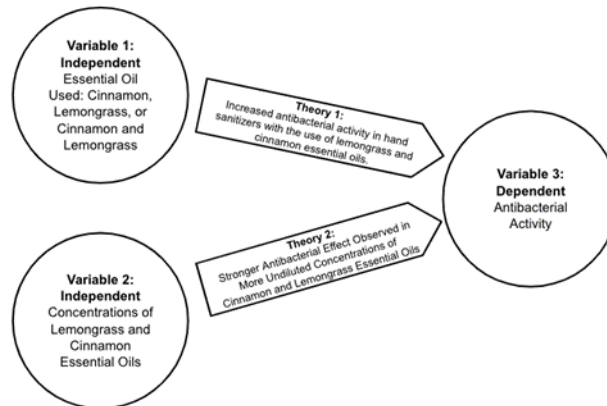 Variable 1:
Independent
Essential Oil
Used: Cinnamon,
Lemongrass, or
Cinnamon and
Lemongrass
Theory 1:
Increased antibacterial activity in hand
sanitizers with the use of lemongrass and
cinnamon essential oils.
Variable 3:
Dependent
Antibacterial
Activity
Theory 2:
Stronger Antibacterial Effect Observed in
More Undiluted Concentrations of
Cinnamon and Lemongrass Essential Oils
Variable 2:
Independent
Concentrations of
Lemongrass and
Cinnamon
Essential Oils